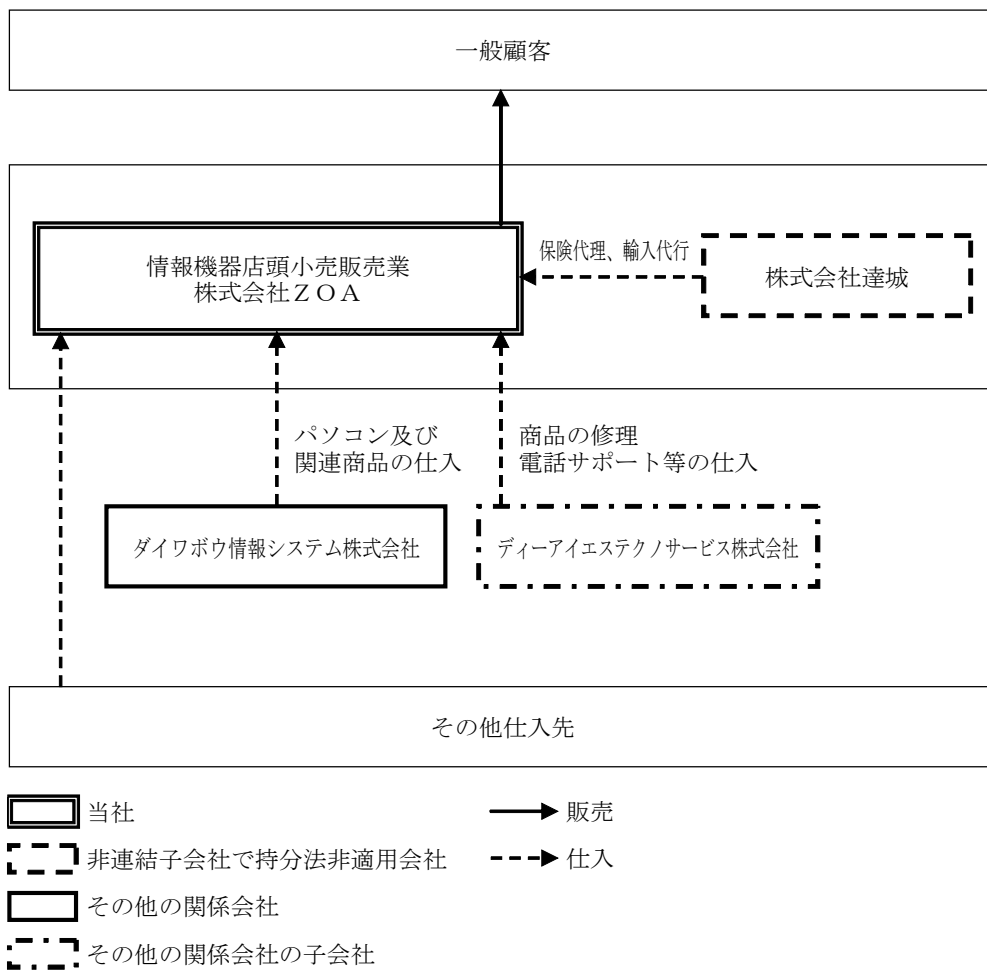 一般顧客
情報機器店頭小売販売業
株式会社ＺＯＡ
保険代理、輸入代行
株式会社達城
パソコン及び
関連商品の仕入
商品の修理
電話サポート等の仕入
ダイワボウ情報システム株式会社
ディーアイエステクノサービス株式会社
その他仕入先
当社
販売
非連結子会社で持分法非適用会社
仕入
その他の関係会社
その他の関係会社の子会社